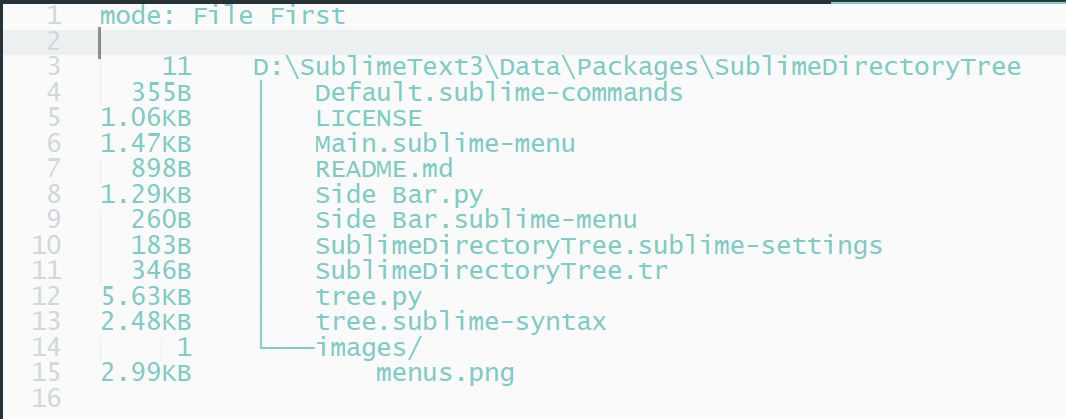 1 mode: File First
2
3 11 D:\SublimeText3\Data\Packages\SublimeDirectoryTree
4 355B │ Default.sublime-commands
5 1.06KB │ LICENSE
6 1.47KB │ Main.sublime-menu
7 898B │ README.md
8 1.29KB │ Side Bar.py
9 260B │ Side Bar.sublime-menu
10 183B │ SublimeDirectoryTree.sublime-settings
11 346B │ SublimeDirectoryTree.tr
12 5.63KB │ tree.py
13 2.48KB │ tree.sublime-syntax
14 1 └───images/
15 2.99KB menus.png
16